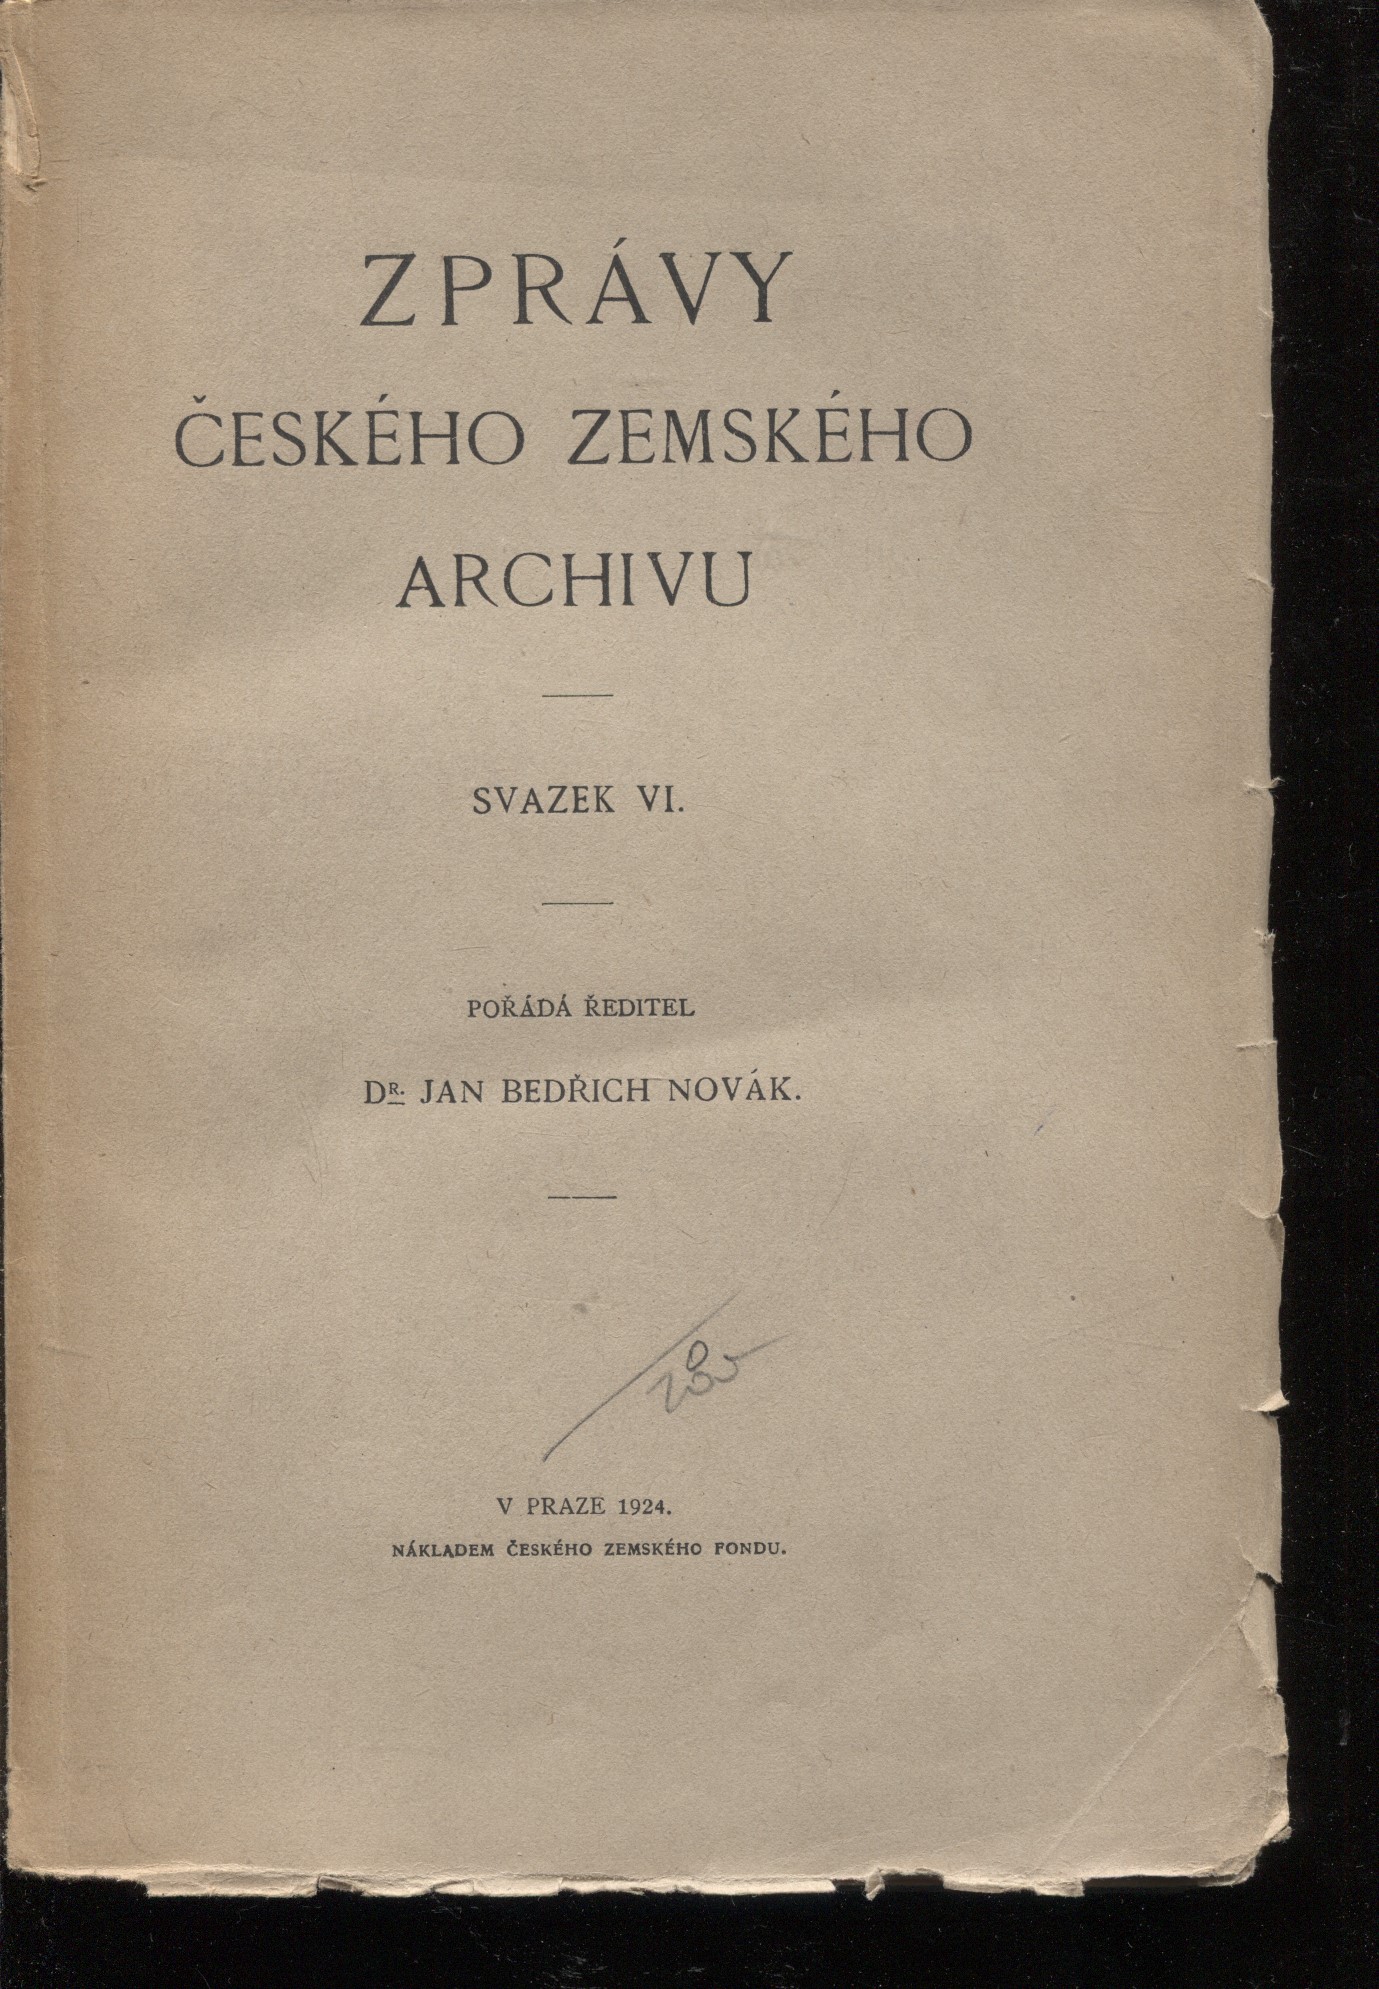 ZPRÁVY
ČESKÉHO ZEMSKÉHO
ARCHIVU
SVAZEK VI.
POŘÁDÁ ŘEDITEL
DR. JAN BEDŘICH NOVÁK.
V PRAZE 1924.
NÁKLADEM ČESKÉHO ZEMSKÉHO FONDU.